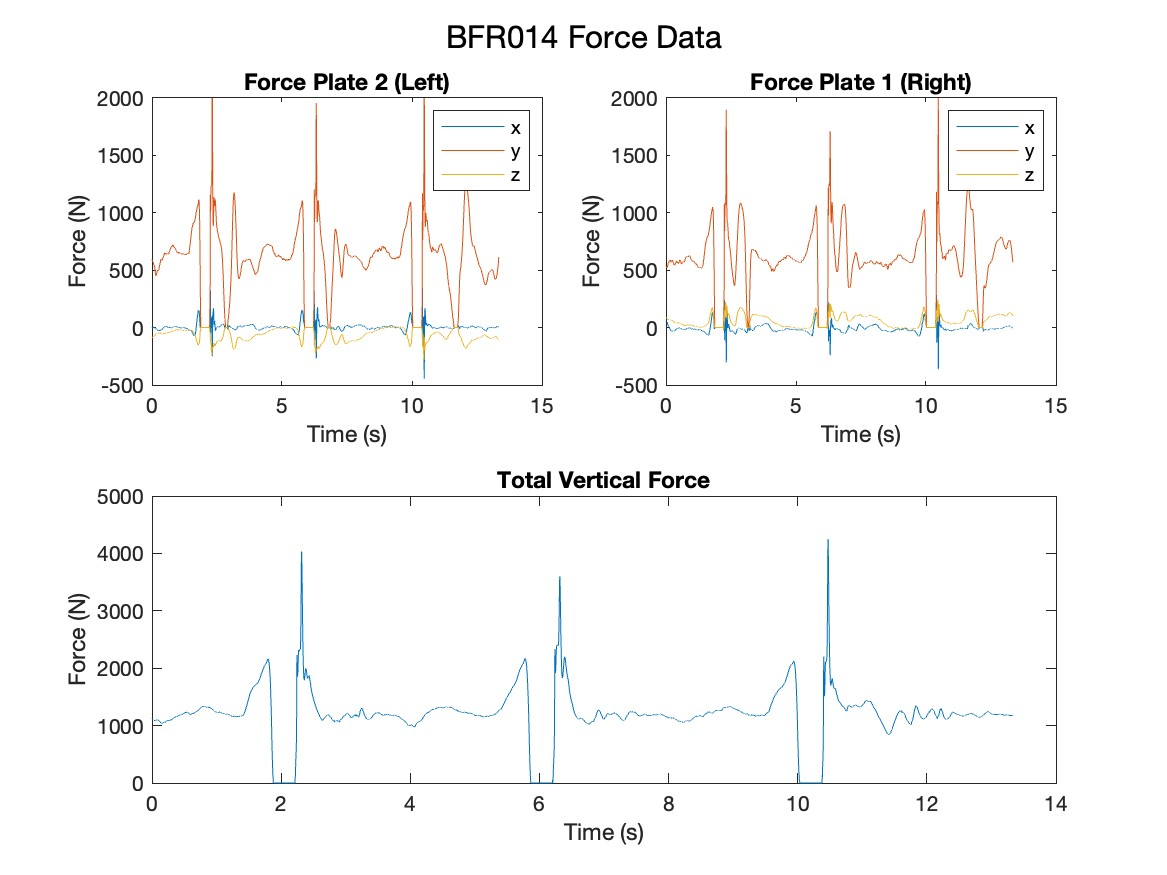 BFR014 Force Data
Force Plate 2 (Left)
Force (N)
2000
1500
1000
500
0
-500
x
y
z
0 5 10 15
Time (s)
Force Plate 1 (Right)
Force (N)
2000
1500
1000
500
0
-500
x
y
z
0 5 10 15
Time (s)
Total Vertical Force
Force (N)
5000
4000
3000
2000
1000
0
0 2 4 6 8 10 12 14
Time (s)